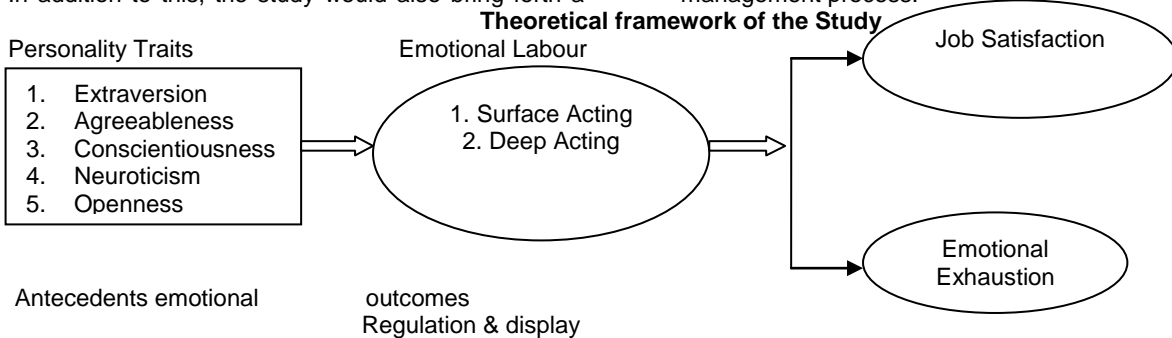 In addition to this, the study would also bring forth a
management process.
Theoretical framework of the Study
Personality Traits
1. Extraversion
2. Agreeableness
3. Conscientiousness
4. Neuroticism
5. Openness
Emotional Labour
1. Surface Acting
2. Deep Acting
Job Satisfaction
Emotional
Exhaustion
Antecedents emotional
outcomes
Regulation & display